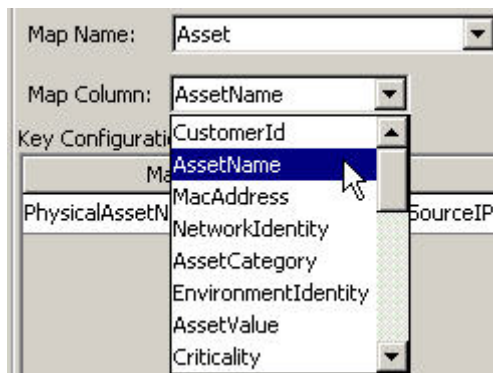 Map Name: Asset
Map Column: AssetName
Key Configurati
CustomerId
Ma
AssetName
MacAddress
PhysicalAssetN
SourceIP
NetworkIdentity
AssetCategory
EnvironmentIdentity
AssetValue
Criticality